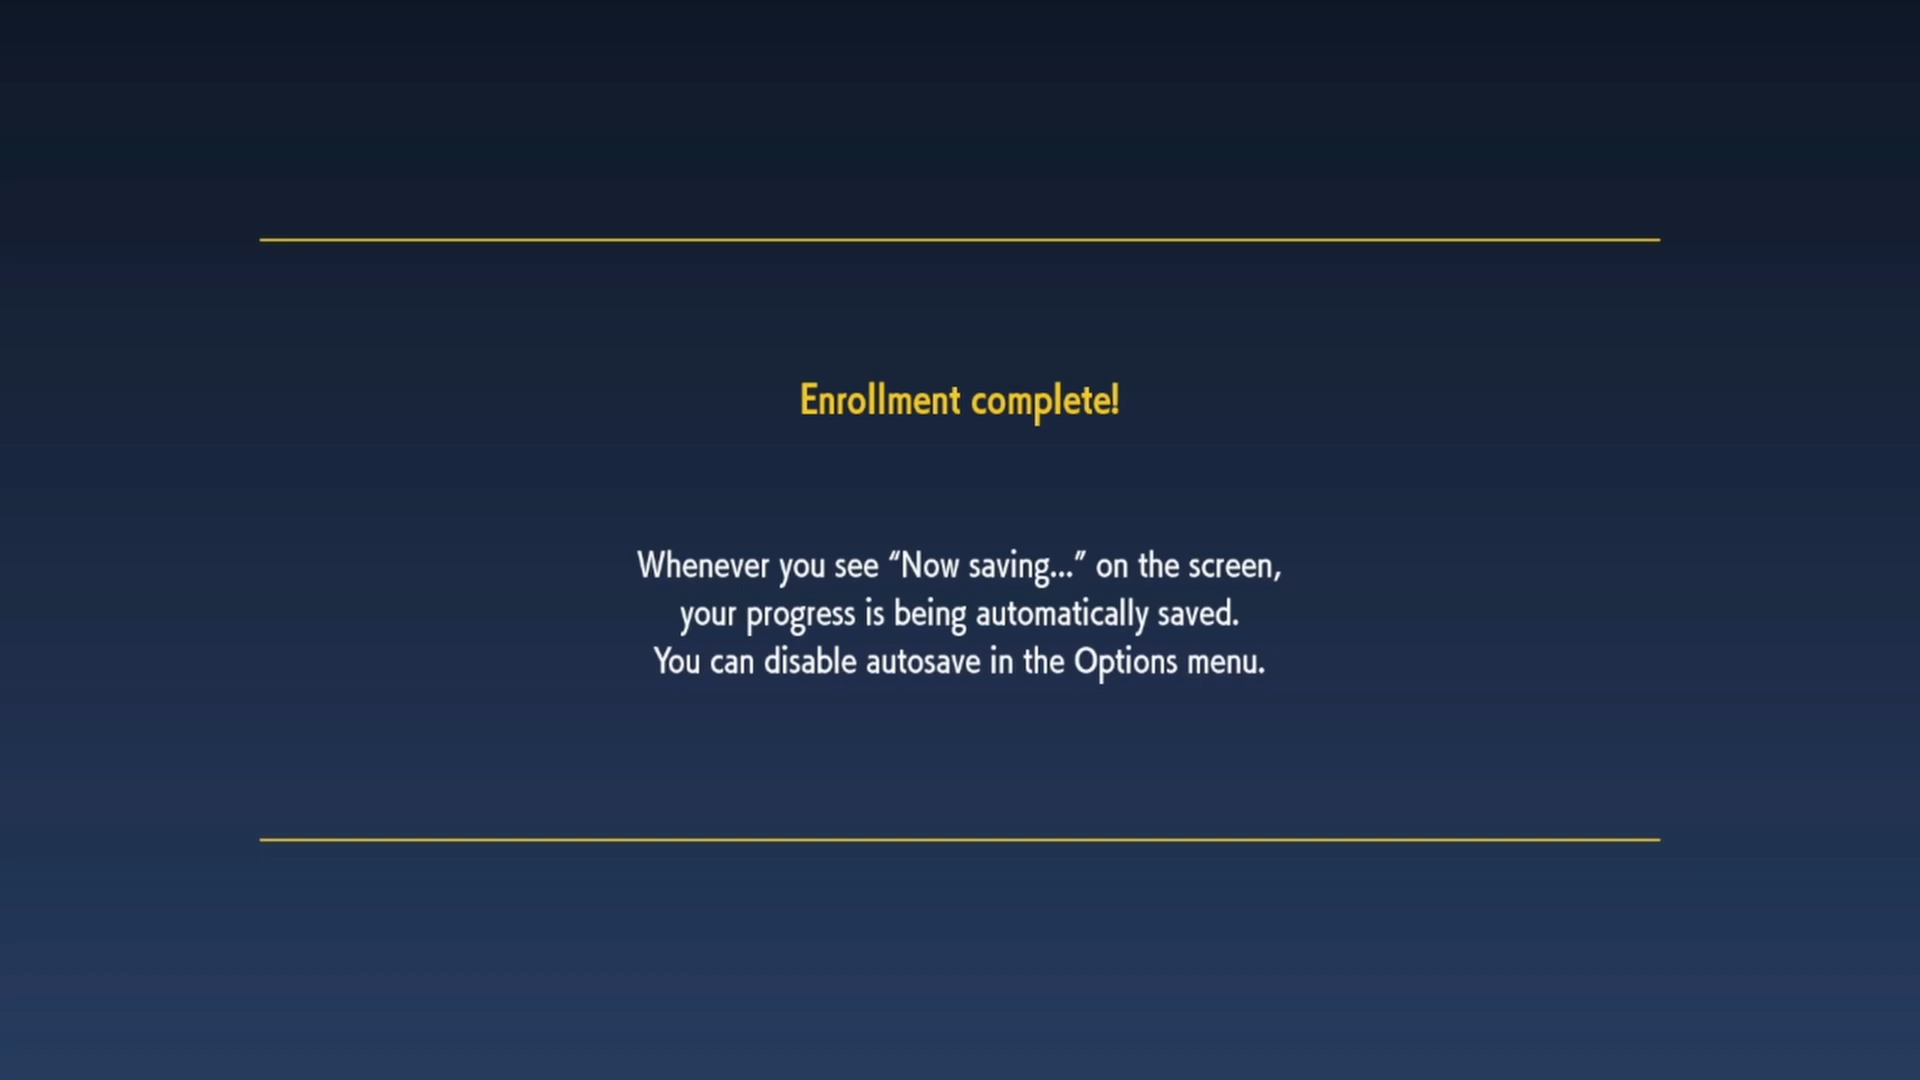 Enrollment complete!
Whenever you see “Now saving...” on the screen,
your progress is being automatically saved.
You can disable autosave in the Options menu.